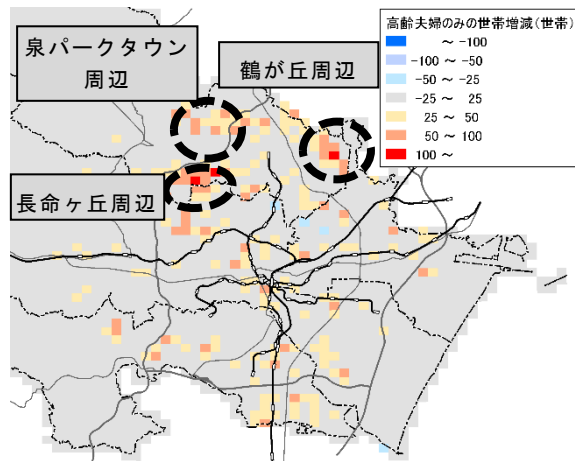 泉パークタウン
周辺
鶴が丘周辺
長命ヶ丘周辺
高齢夫婦のみの世帯増減(世帯)
～ -100
-100 ～ -50
-50 ～ -25
-25 ～ 25
25 ～ 50
50 ～ 100
100 ～